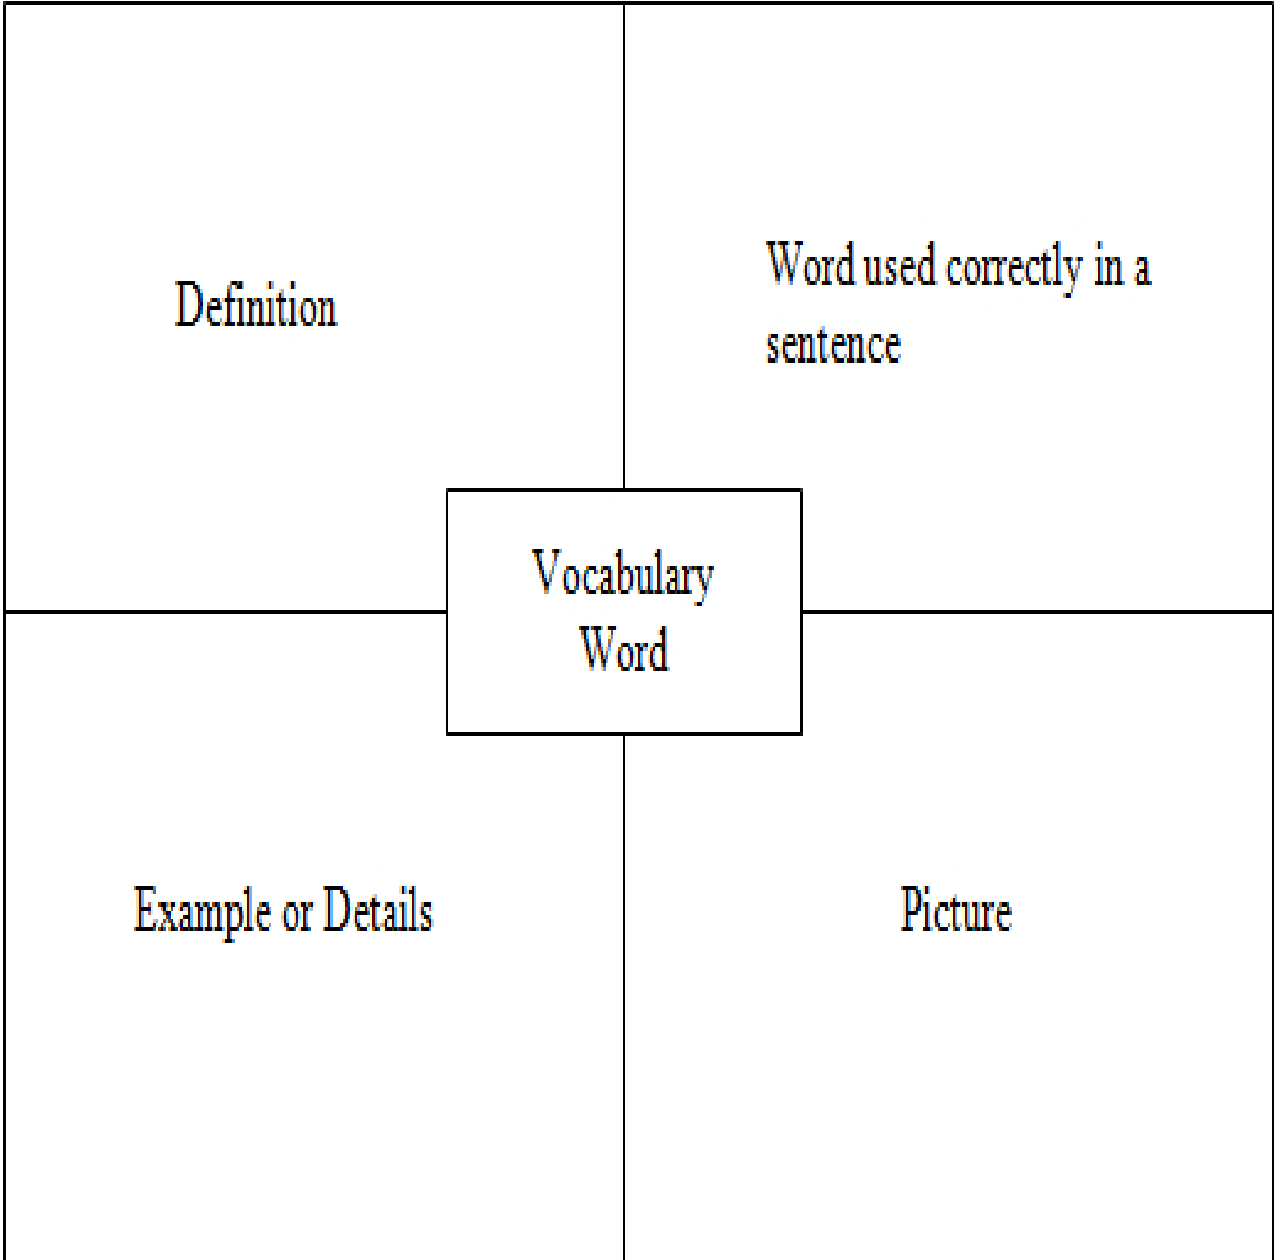 Definition
Word used correctly in a
sentence
Vocabulary
Word
Example or Details
Picture